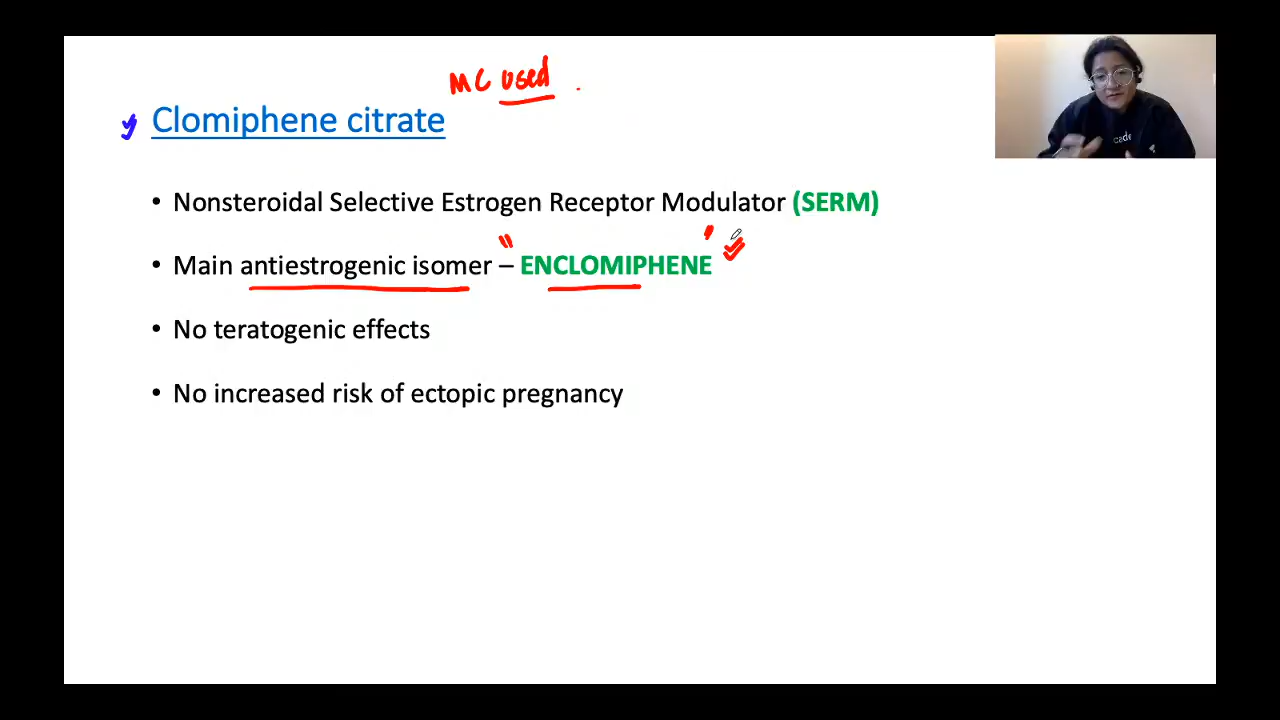 MC used
Clomiphene citrate
• Nonsteroidal Selective Estrogen Receptor Modulator (SERM)
• Main antiestrogenic isomer – "ENCLOMIPHENE"
• No teratogenic effects
• No increased risk of ectopic pregnancy